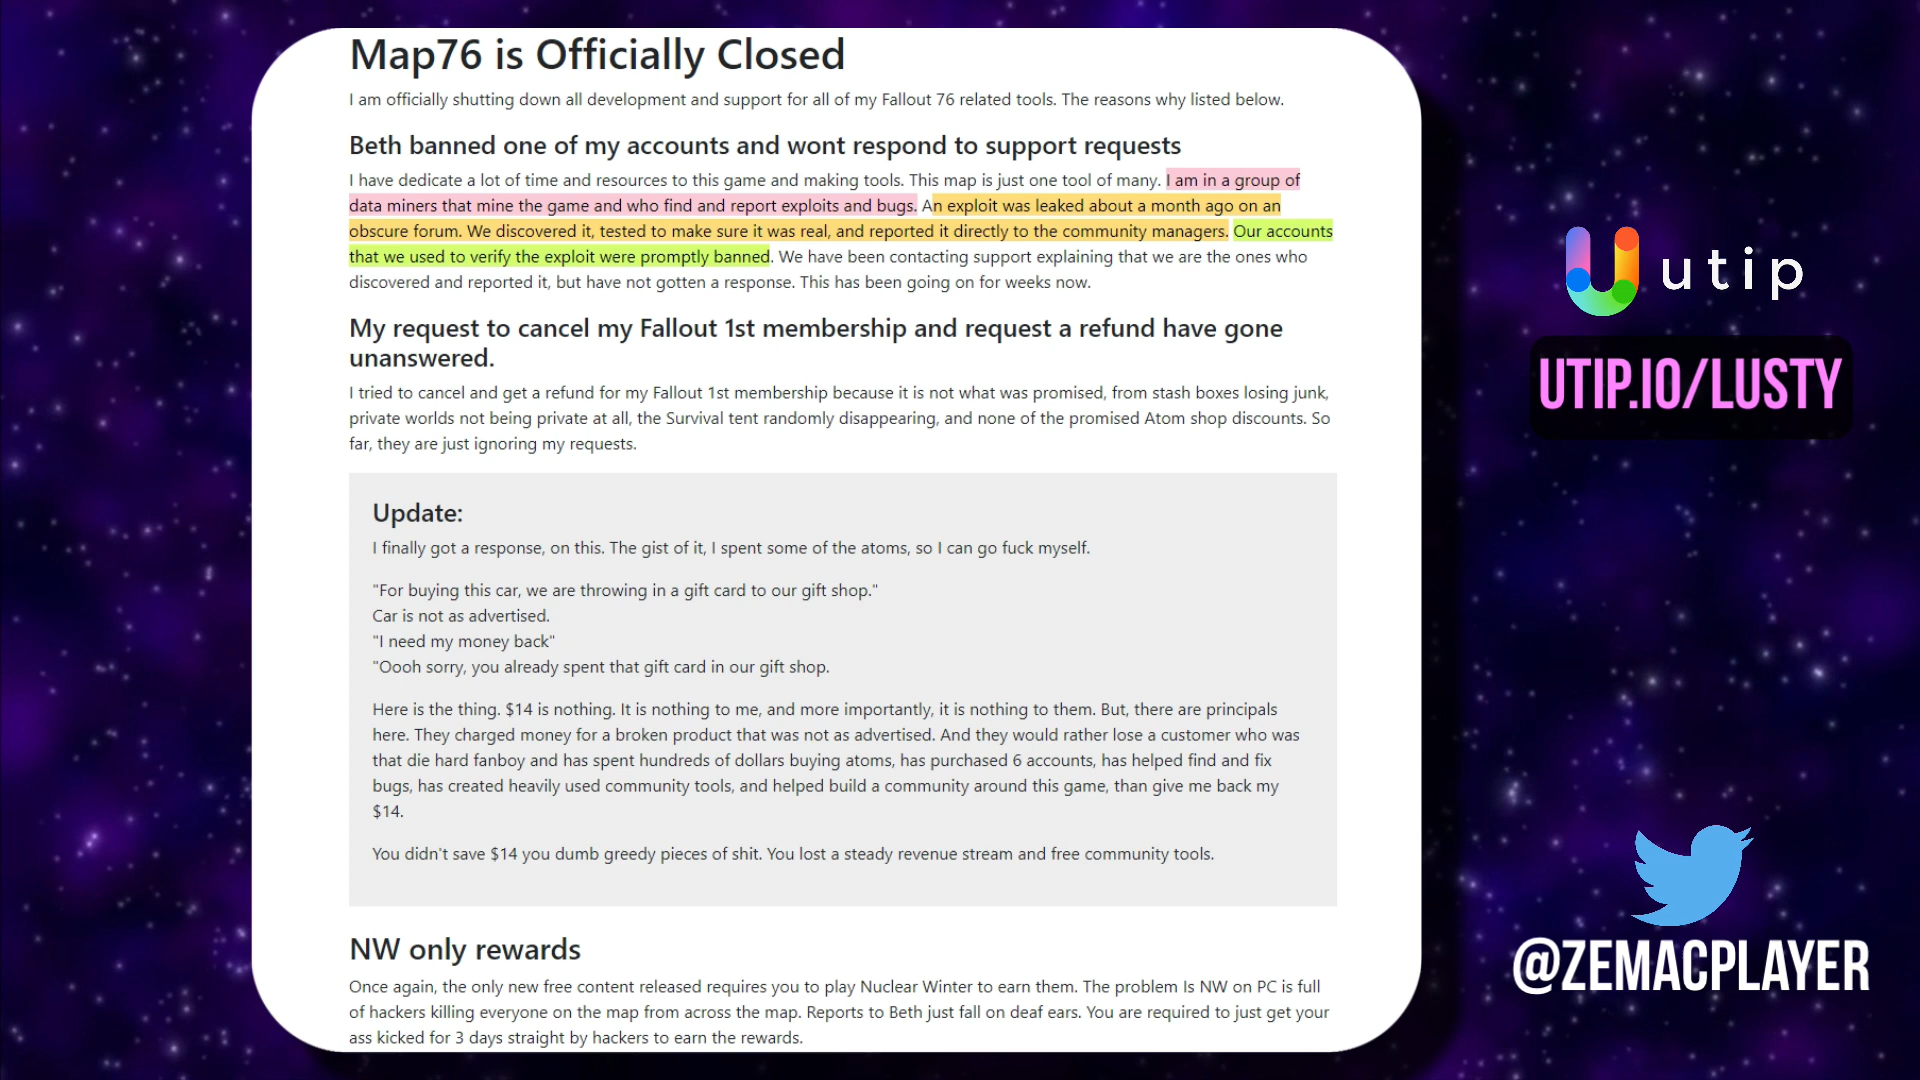 Map76 is Officially Closed
I am officially shutting down all development and support for all of my Fallout 76 related tools. The reasons why listed below.
Beth banned one of my accounts and wont respond to support requests
I have dedicate a lot of time and resources to this game and making tools. This map is just one tool of many. I am in a group of
data miners that mine the game and who find and report exploits and bugs. An exploit was leaked about a month ago on an
obscure forum. We discovered it, tested to make sure it was real, and reported it directly to the community managers. Our accounts
that we used to verify the exploit were promptly banned. We have been contacting support explaining that we are the ones who
discovered and reported it, but have not gotten a response. This has been going on for weeks now.
My request to cancel my Fallout 1st membership and request a refund have gone
unanswered.
I tried to cancel and get a refund for my Fallout 1st membership because it is not what was promised, from stash boxes losing junk,
private worlds not being private at all, the Survival tent randomly disappearing, and none of the promised Atom shop discounts. So
far, they are just ignoring my requests.
Update:
I finally got a response, on this. The gist of it, I spent some of the atoms, so I can go fuck myself.
"For buying this car, we are throwing in a gift card to our gift shop."
Car is not as advertised.
"I need my money back"
"Oooh sorry, you already spent that gift card in our gift shop.
Here is the thing. $14 is nothing. It is nothing to me, and more importantly, it is nothing to them. But, there are principals
here. They charged money for a broken product that was not as advertised. And they would rather lose a customer who was
that die hard fanboy and has spent hundreds of dollars buying atoms, has purchased 6 accounts, has helped find and fix
bugs, has created heavily used community tools, and helped build a community around this game, than give me back my
$14.
You didn't save $14 you dumb greedy pieces of shit. You lost a steady revenue stream and free community tools.
NW only rewards
Once again, the only new free content released requires you to play Nuclear Winter to earn them. The problem Is NW on PC is full
of hackers killing everyone on the map from across the map. Reports to Beth just fall on deaf ears. You are required to just get your
ass kicked for 3 days straight by hackers to earn the rewards.
utip
UTIP.IO/LUSTY
@ZEMACPLAYER